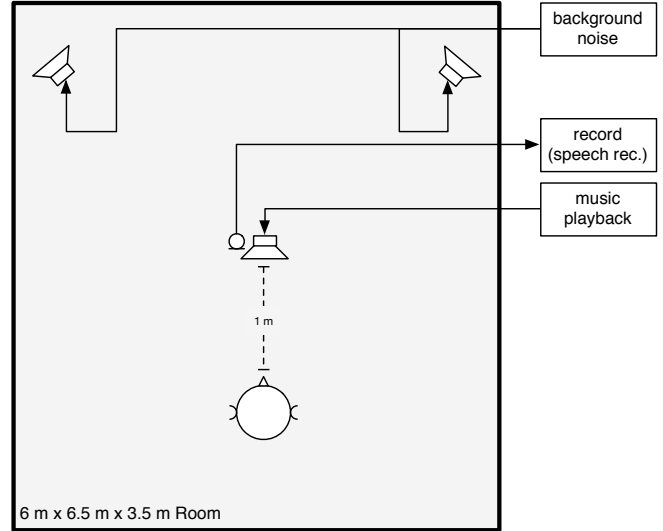 background
noise
record
(speech rec.)
music
playback
1 m
6 m x 6.5 m x 3.5 m Room